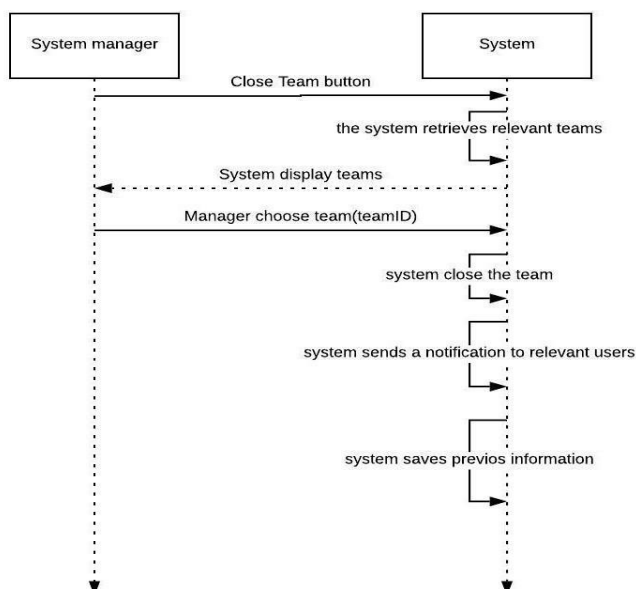 System manager
System
Close Team button
the system retrieves relevant teams
System display teams
Manager choose team(teamID)
system close the team
system sends a notification to relevant users
system saves previos information